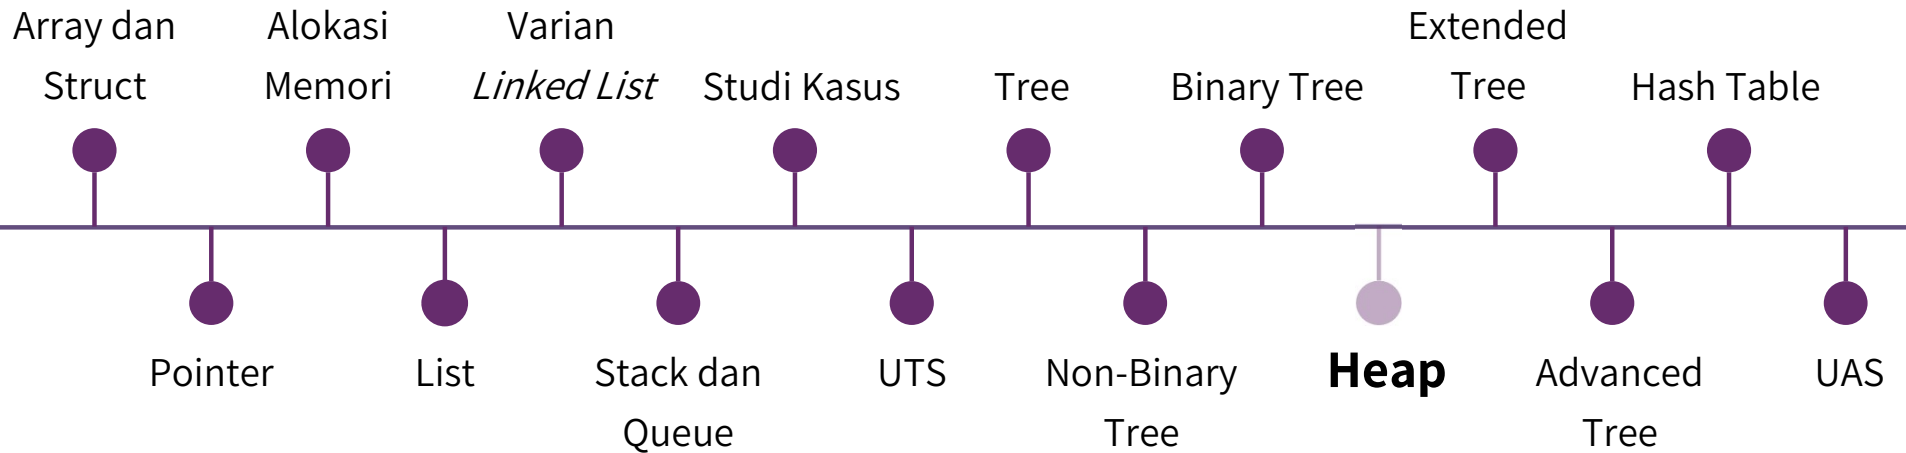 Array dan
Struct
Pointer
Alokasi
Memori
List
Varian
Linked List
Stack dan
Queue
Studi Kasus
UTS
Tree
Non-Binary
Tree
Binary Tree
Heap
Extended
Tree
Advanced
Tree
Hash Table
UAS